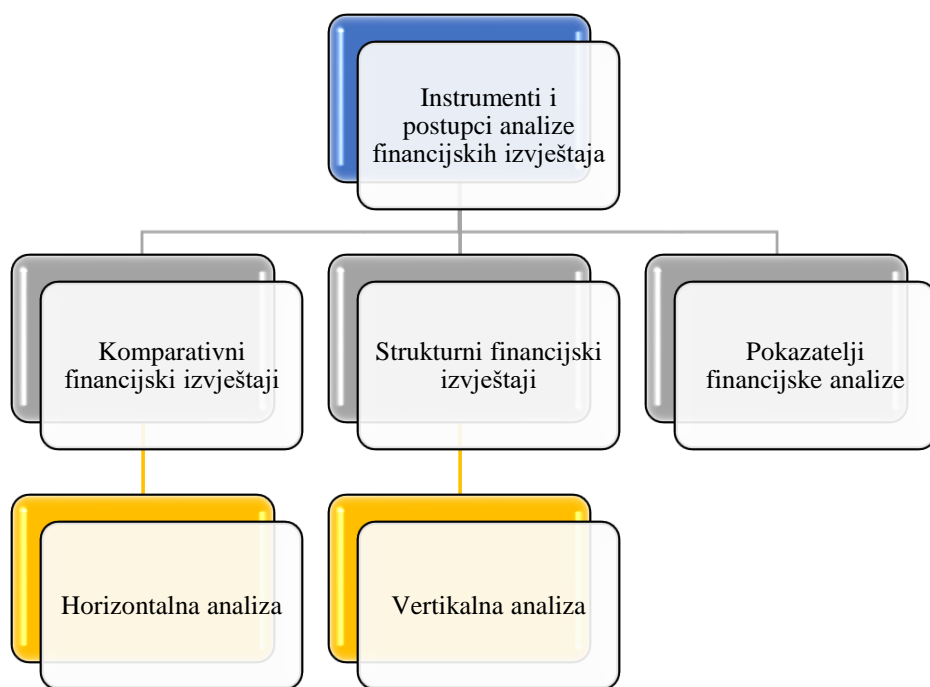 Instrumenti i
postupci analize
financijskih izvještaja
Komparativni
financijski izvještaji
Strukturni financijski
izvještaji
Pokazatelji
financijske analize
Horizontalna analiza
Vertikalna analiza